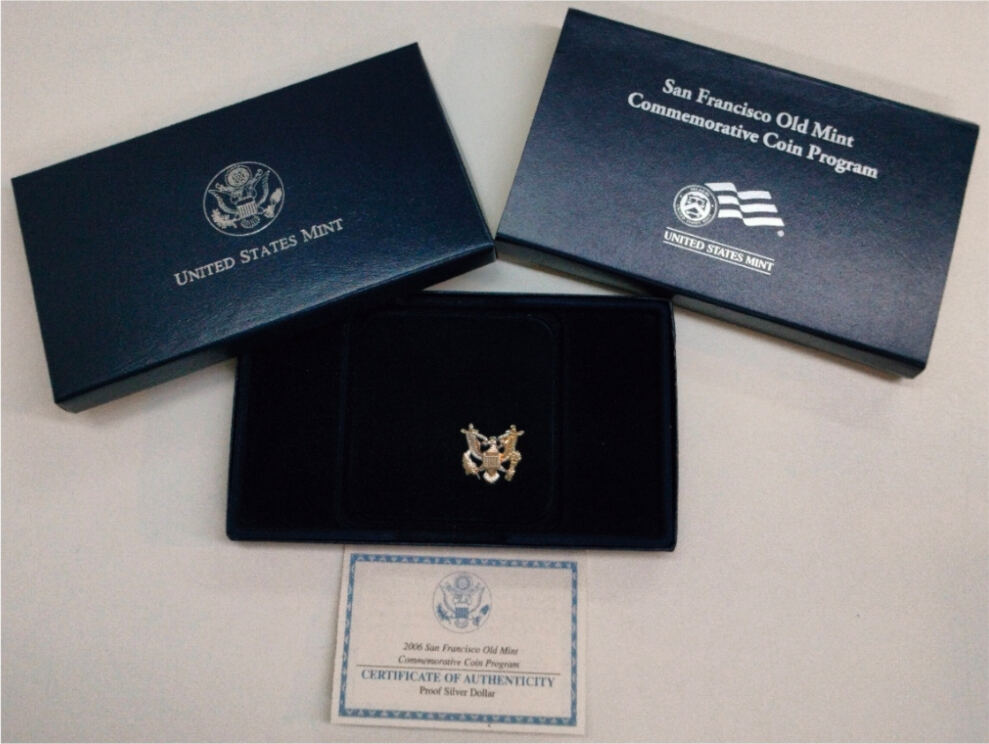 UNITED STATES MINT
San Francisco Old Mint
Commemorative Coin Program
UNITED STATES MINT
2006 San Francisco Old Mint
Commemorative Coin Program
CERTIFICATE OF AUTHENTICITY
Proof Silver Dollar